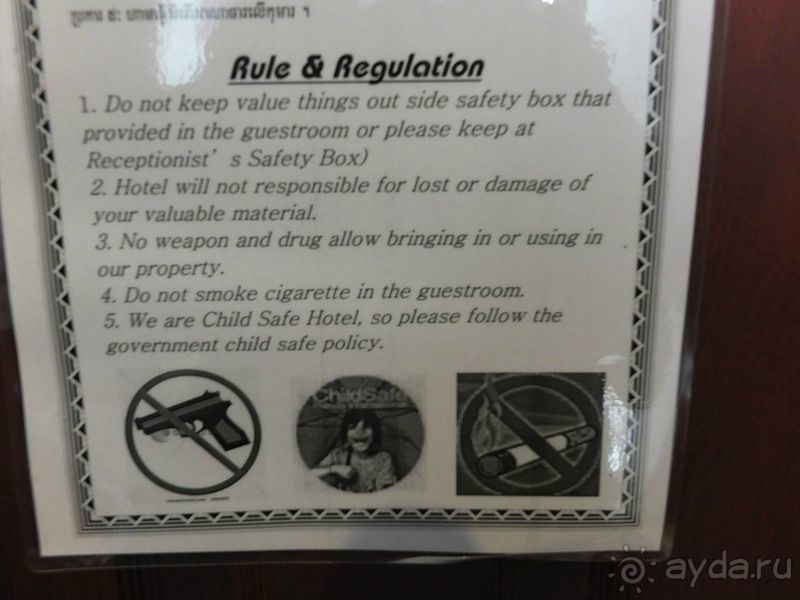 Rule & Regulation
1. Do not keep value things out side safety box that
provided in the guestroom or please keep at
Receptionist's Safety Box)
2. Hotel will not responsible for lost or damage of
your valuable material.
3. No weapon and drug allow bringing in or using in
our property.
4. Do not smoke cigarette in the guestroom.
5. We are Child Safe Hotel, so please follow the
government child safe policy.
ChildSafe
ayda.ru